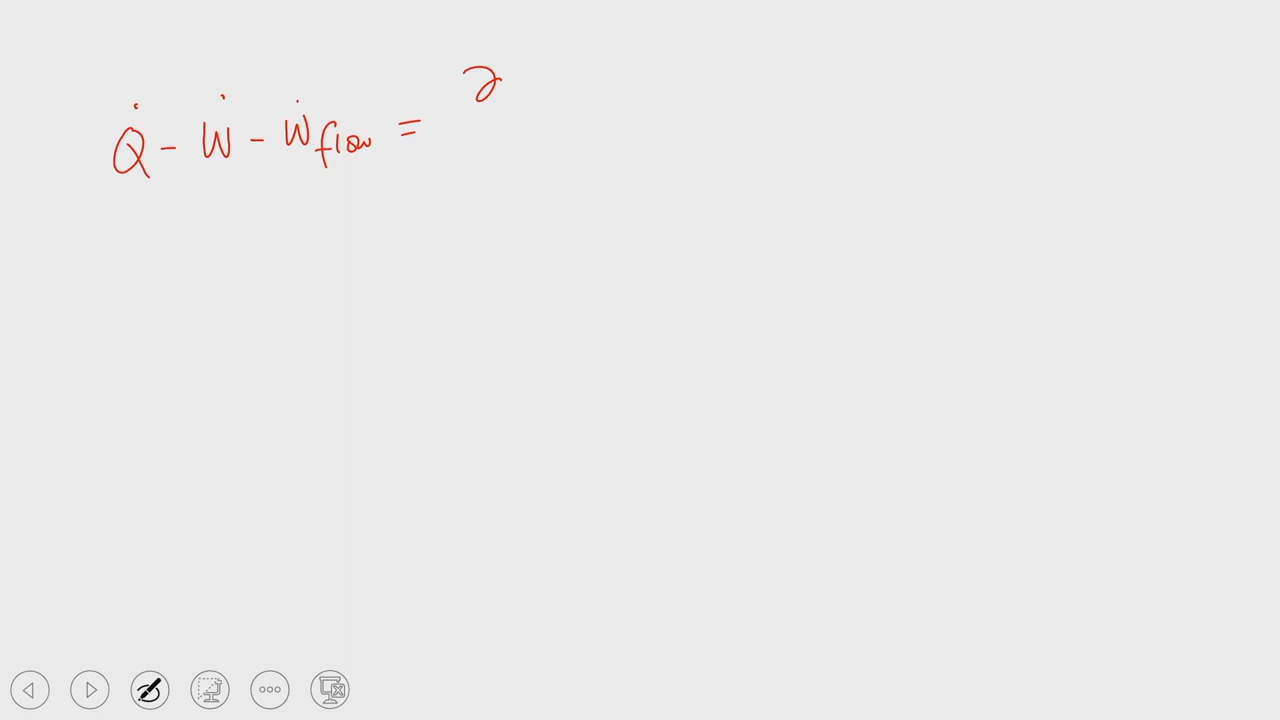 Q̇ - Ẇ - Ẇflow = ∂